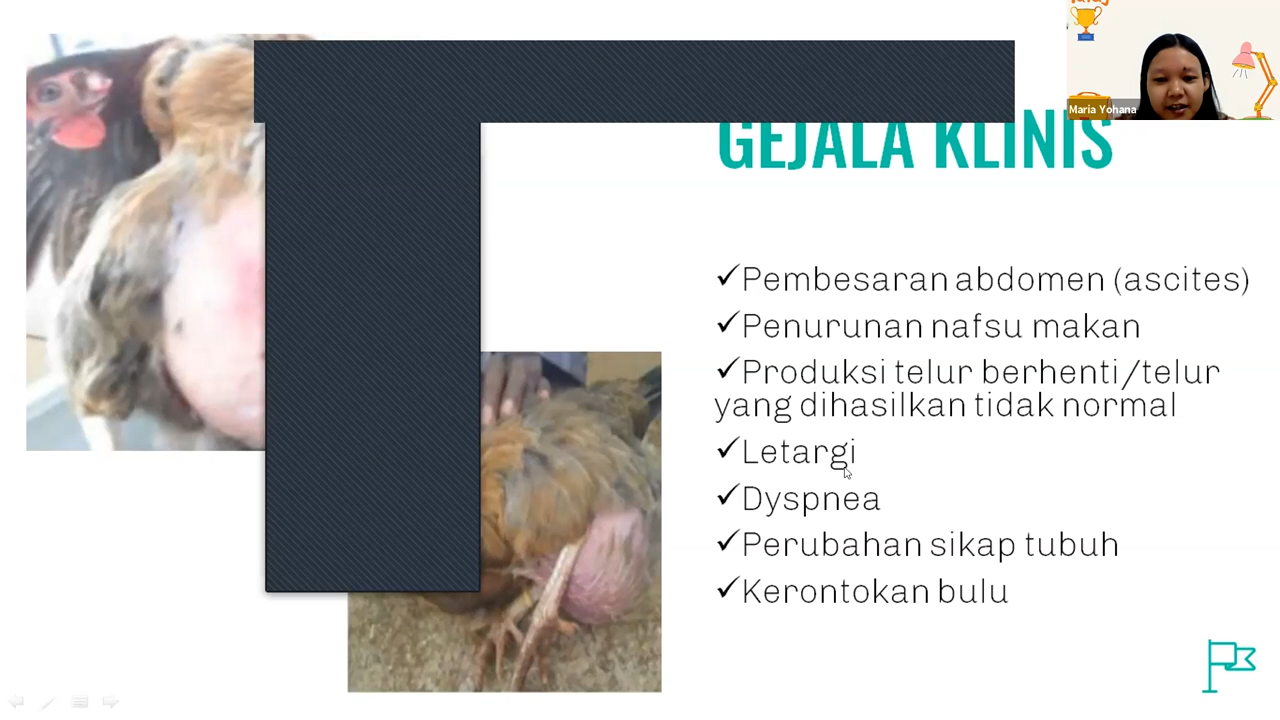 Maria Yohana
GEJALA KLINIS
✓Pembesaran abdomen (ascites)
✓Penurunan nafsu makan
✓Produksi telur berhenti/telur
yang dihasilkan tidak normal
✓Letargi
✓Dyspnea
✓Perubahan sikap tubuh
✓Kerontokan bulu